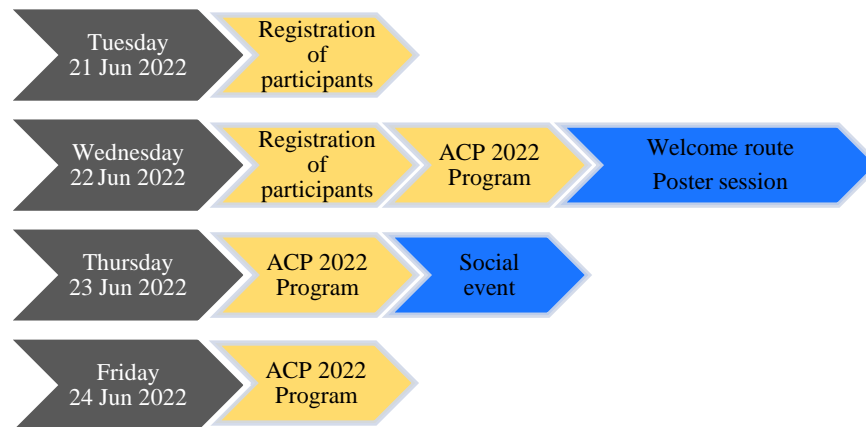 Tuesday
21 Jun 2022
Registration
of
participants
Wednesday
22 Jun 2022
Registration
of
participants
ACP 2022
Program
Welcome route
Poster session
Thursday
23 Jun 2022
ACP 2022
Program
Social
event
Friday
24 Jun 2022
ACP 2022
Program